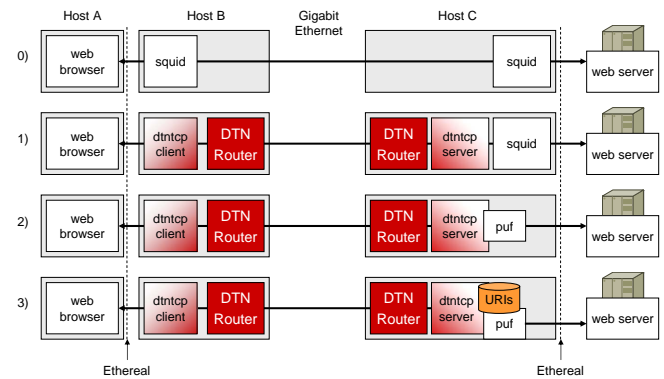 Host A
Host B
Gigabit
Ethernet
Host C
0)
web
browser
squid
squid
web server
1)
web
browser
dtntcp
client
DTN
Router
DTN
Router
dtntcp
server
squid
web server
2)
web
browser
dtntcp
client
DTN
Router
DTN
Router
dtntcp
server
puf
web server
3)
web
browser
dtntcp
client
DTN
Router
DTN
Router
dtntcp
server
URIs
puf
web server
Ethereal
Ethereal